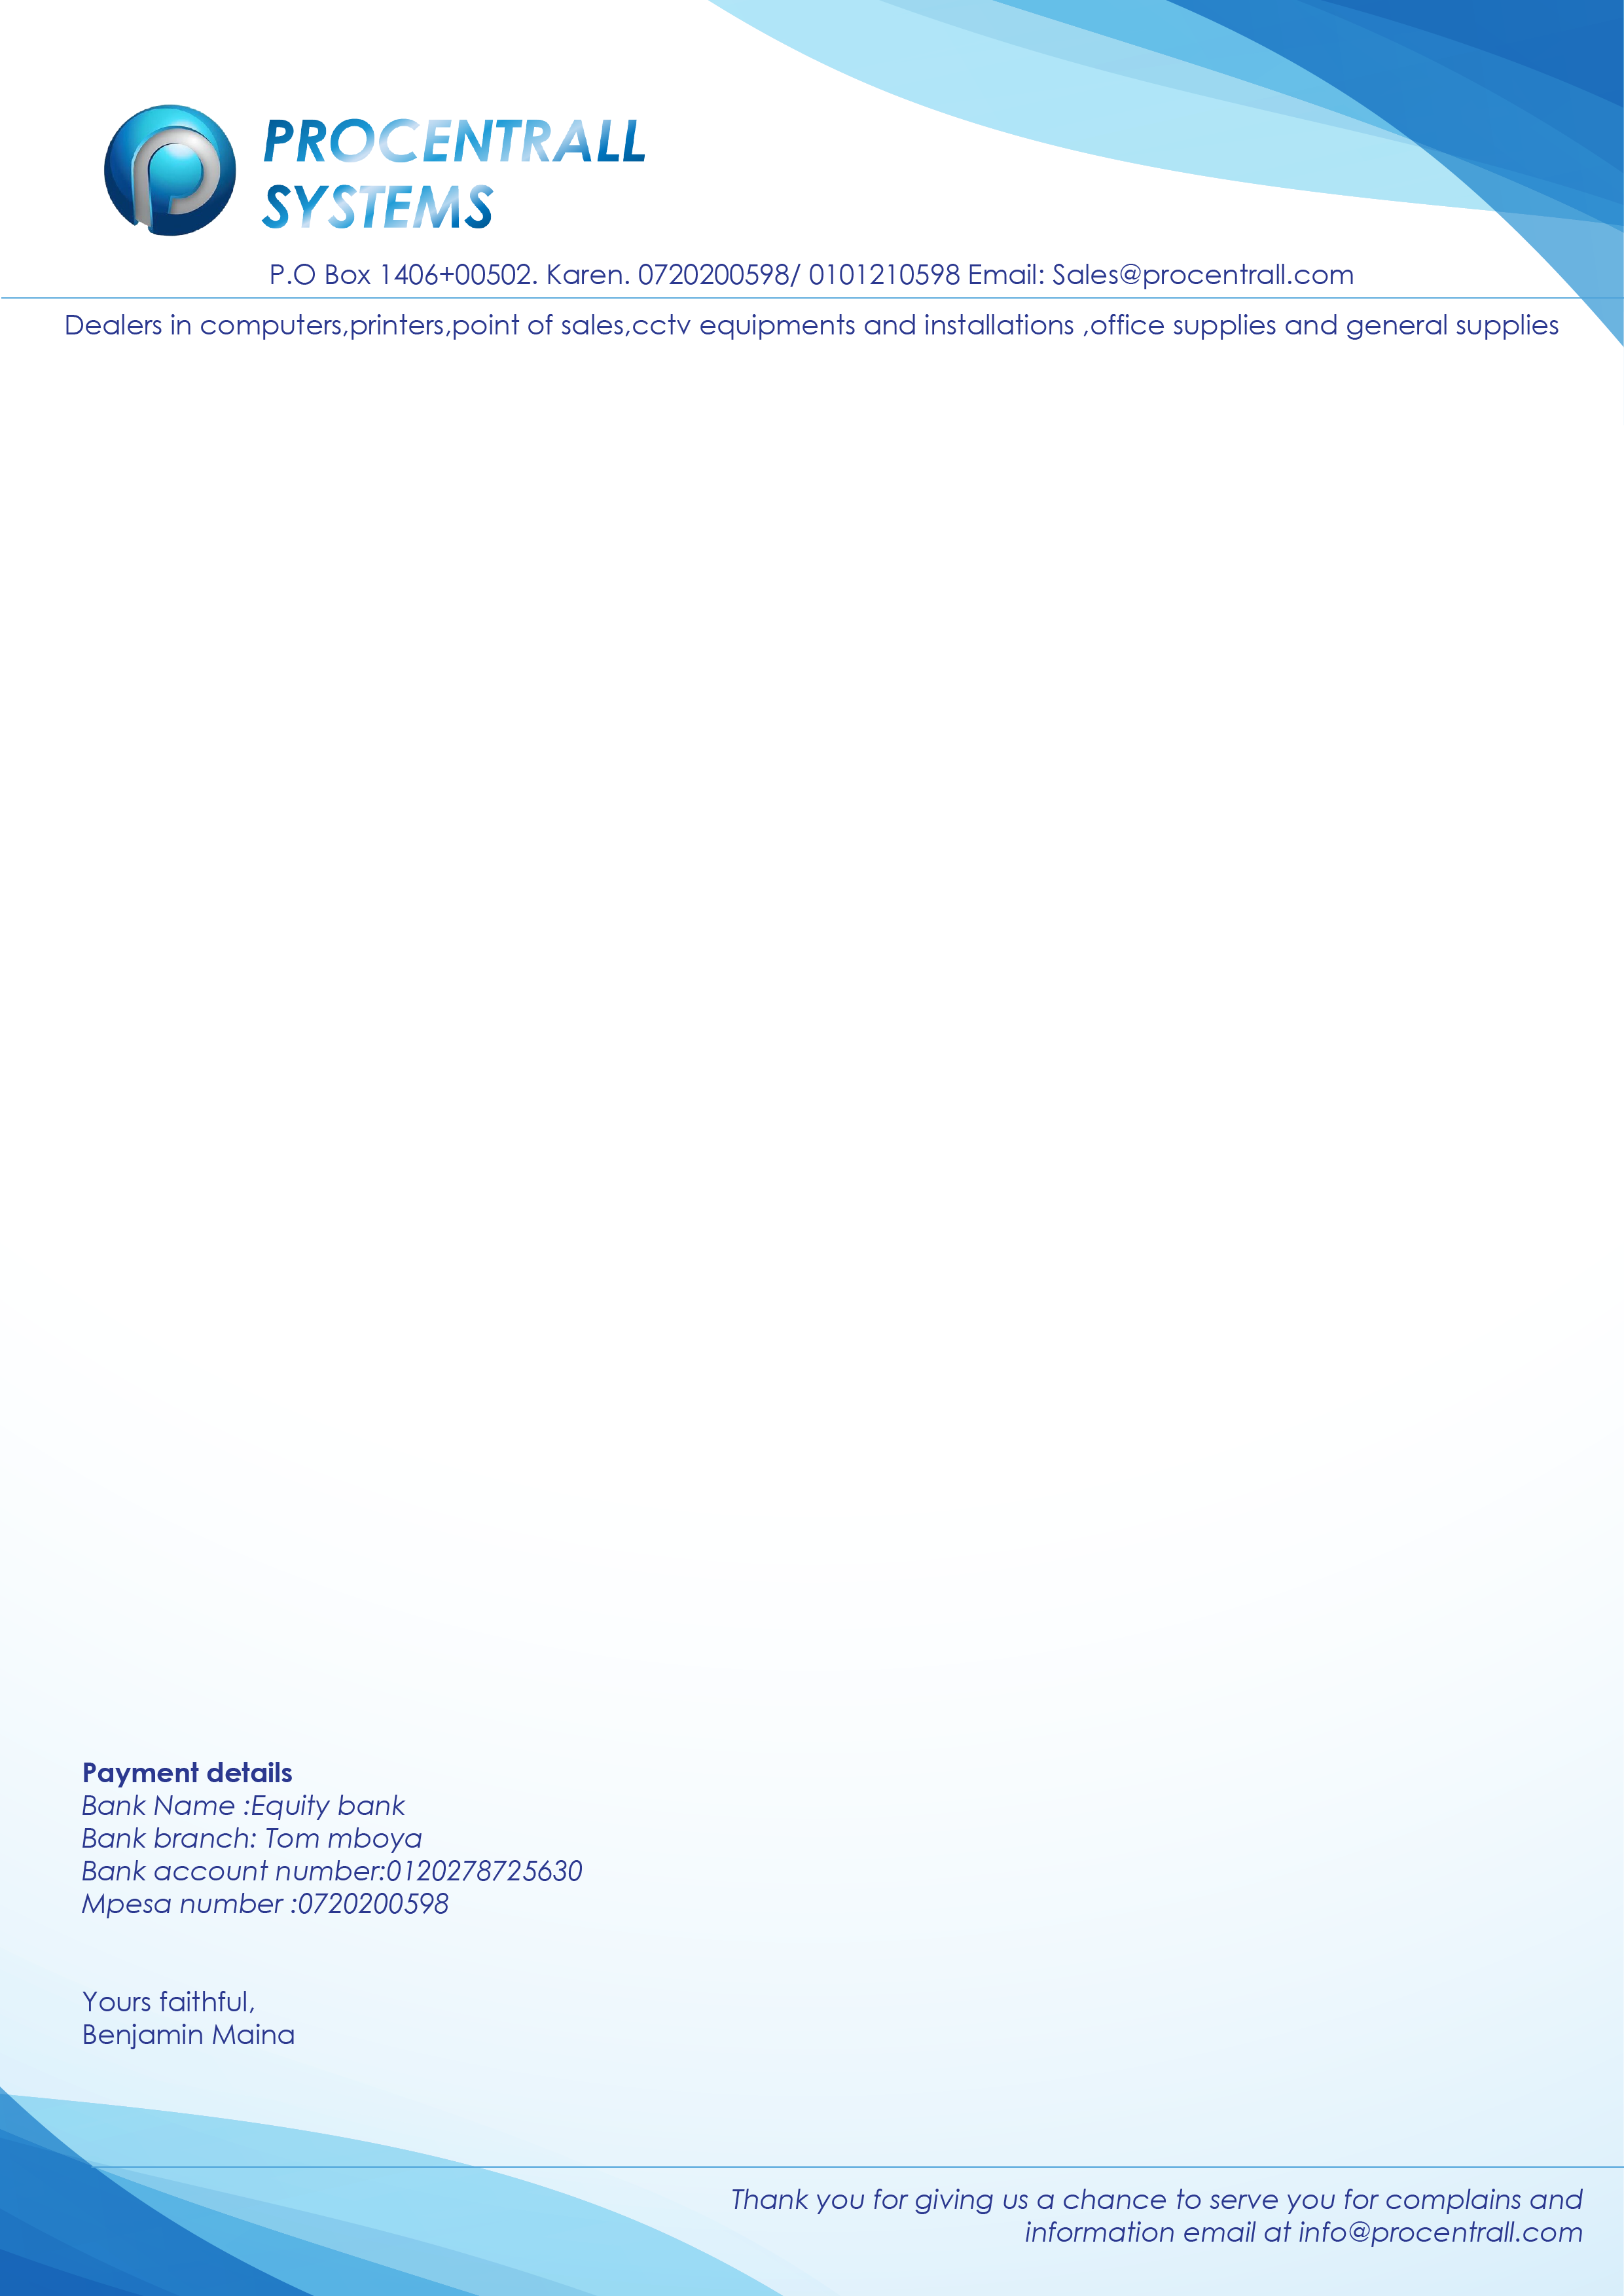 PROCENTRALL
SYSTEMS
P.O Box 1406+00502. Karen. 0720200598/ 0101210598 Email: Sales@procentrall.com
Dealers in computers,printers,point of sales,cctv equipments and installations ,office supplies and general supplies
Payment details
Bank Name :Equity bank
Bank branch: Tom mboya
Bank account number:0120278725630
Mpesa number :0720200598
Yours faithful,
Benjamin Maina
Thank you for giving us a chance to serve you for complains and
information email at info@procentrall.com